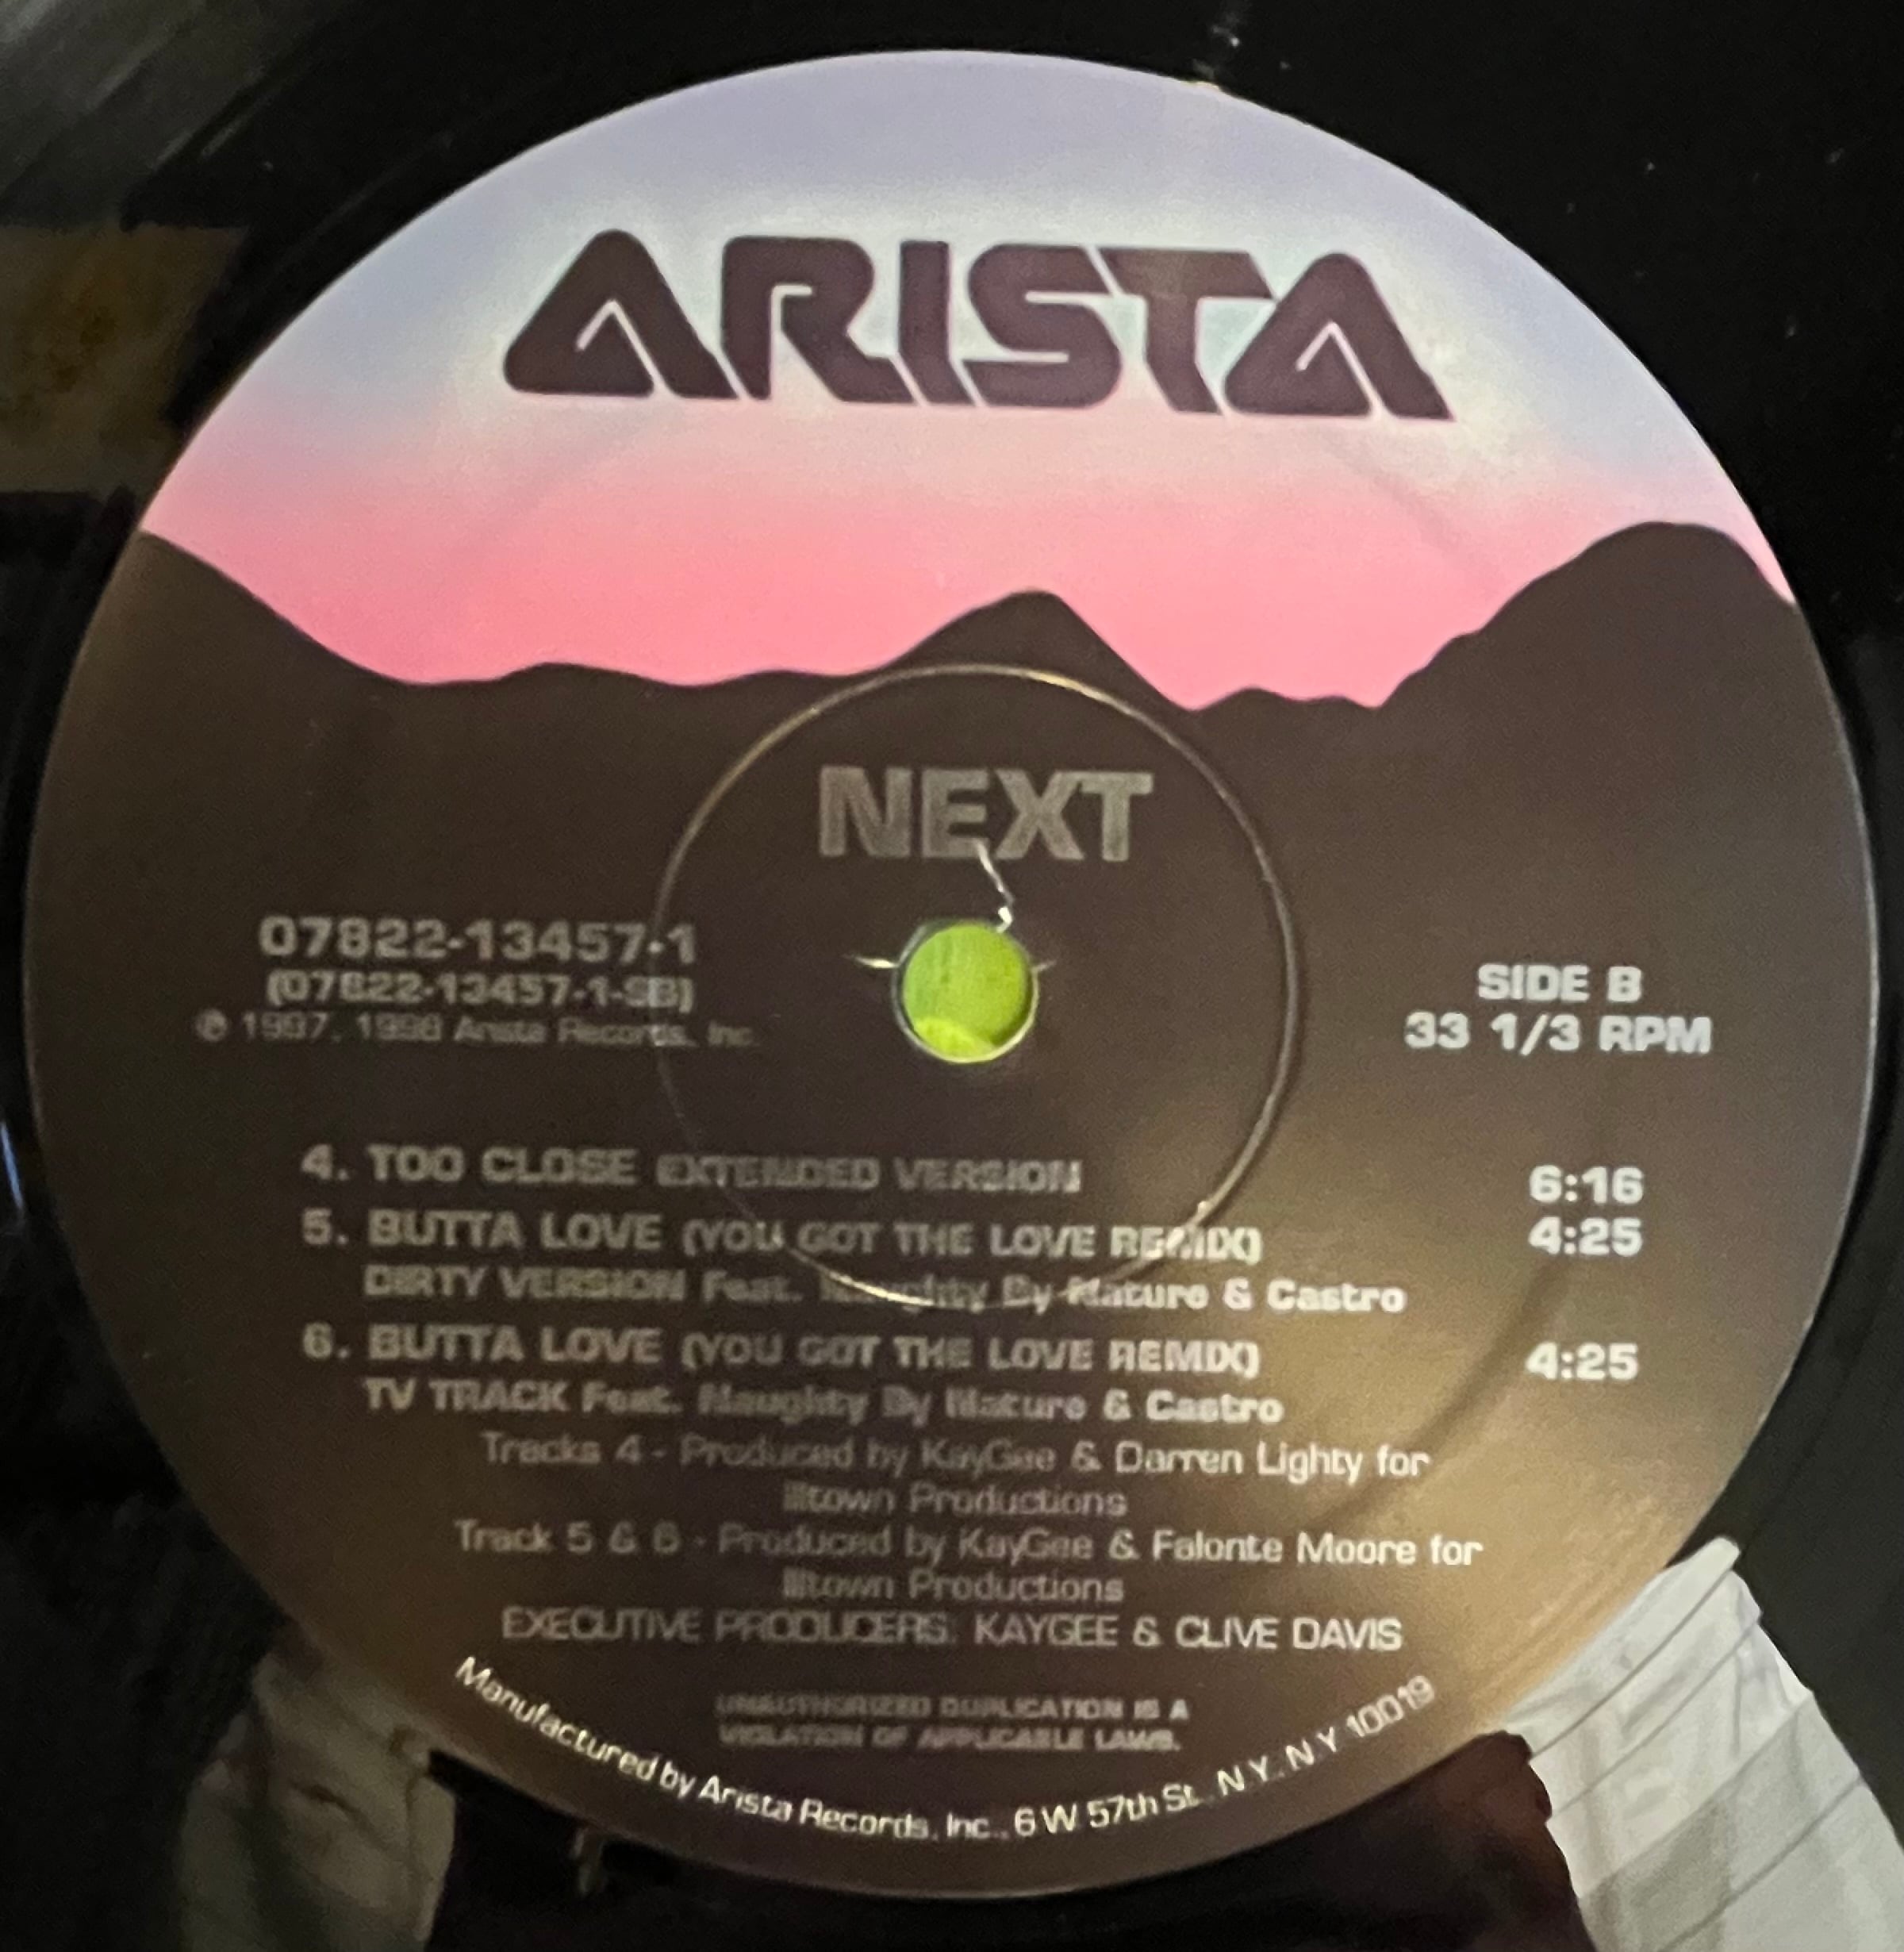 ARISTA
NEXT
07822-13457-1
(07822-13457-1-SB)
℗ 1997, 1998 Arista Records, Inc.
SIDE B
33 1/3 RPM
4. TOO CLOSE EXTENDED VERSION 6:16
5. BUTTA LOVE (YOU GOT THE LOVE REMIX) 4:25
DIRTY VERSION Feat. Naughty By Nature & Castro
6. BUTTA LOVE (YOU GOT THE LOVE REMIX) 4:25
TV TRACK Feat. Naughty By Nature & Castro
Tracks 4 - Produced by KayGee & Darren Lighty for
Illtown Productions
Track 5 & 6 - Produced by KayGee & Falonte Moore for
Illtown Productions
EXECUTIVE PRODUCERS: KAYGEE & CLIVE DAVIS
UNAUTHORIZED DUPLICATION IS A
VIOLATION OF APPLICABLE LAWS.
Manufactured by Arista Records, Inc., 6 W 57th St., N.Y., N.Y. 10019